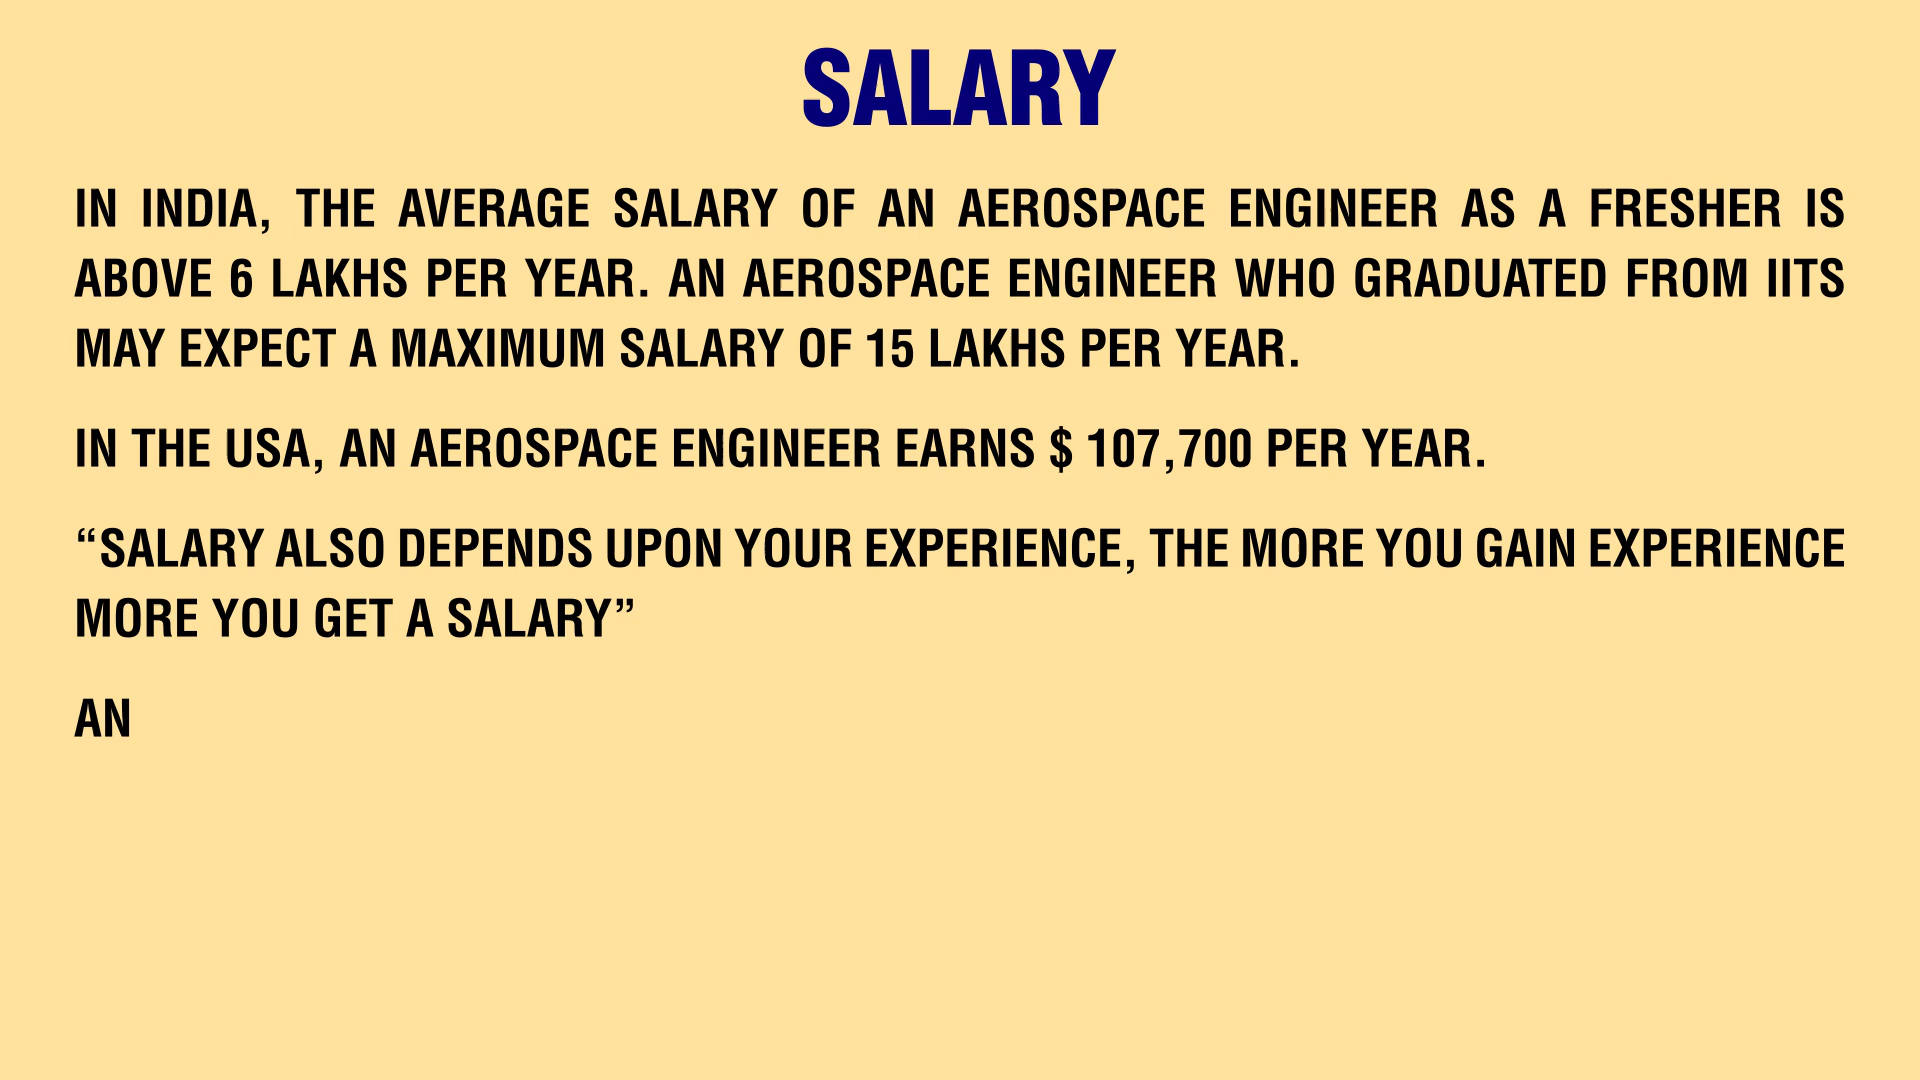 SALARY
IN INDIA, THE AVERAGE SALARY OF AN AEROSPACE ENGINEER AS A FRESHER IS
ABOVE 6 LAKHS PER YEAR. AN AEROSPACE ENGINEER WHO GRADUATED FROM IITS
MAY EXPECT A MAXIMUM SALARY OF 15 LAKHS PER YEAR.
IN THE USA, AN AEROSPACE ENGINEER EARNS $ 107,700 PER YEAR.
“SALARY ALSO DEPENDS UPON YOUR EXPERIENCE, THE MORE YOU GAIN EXPERIENCE
MORE YOU GET A SALARY”
AN